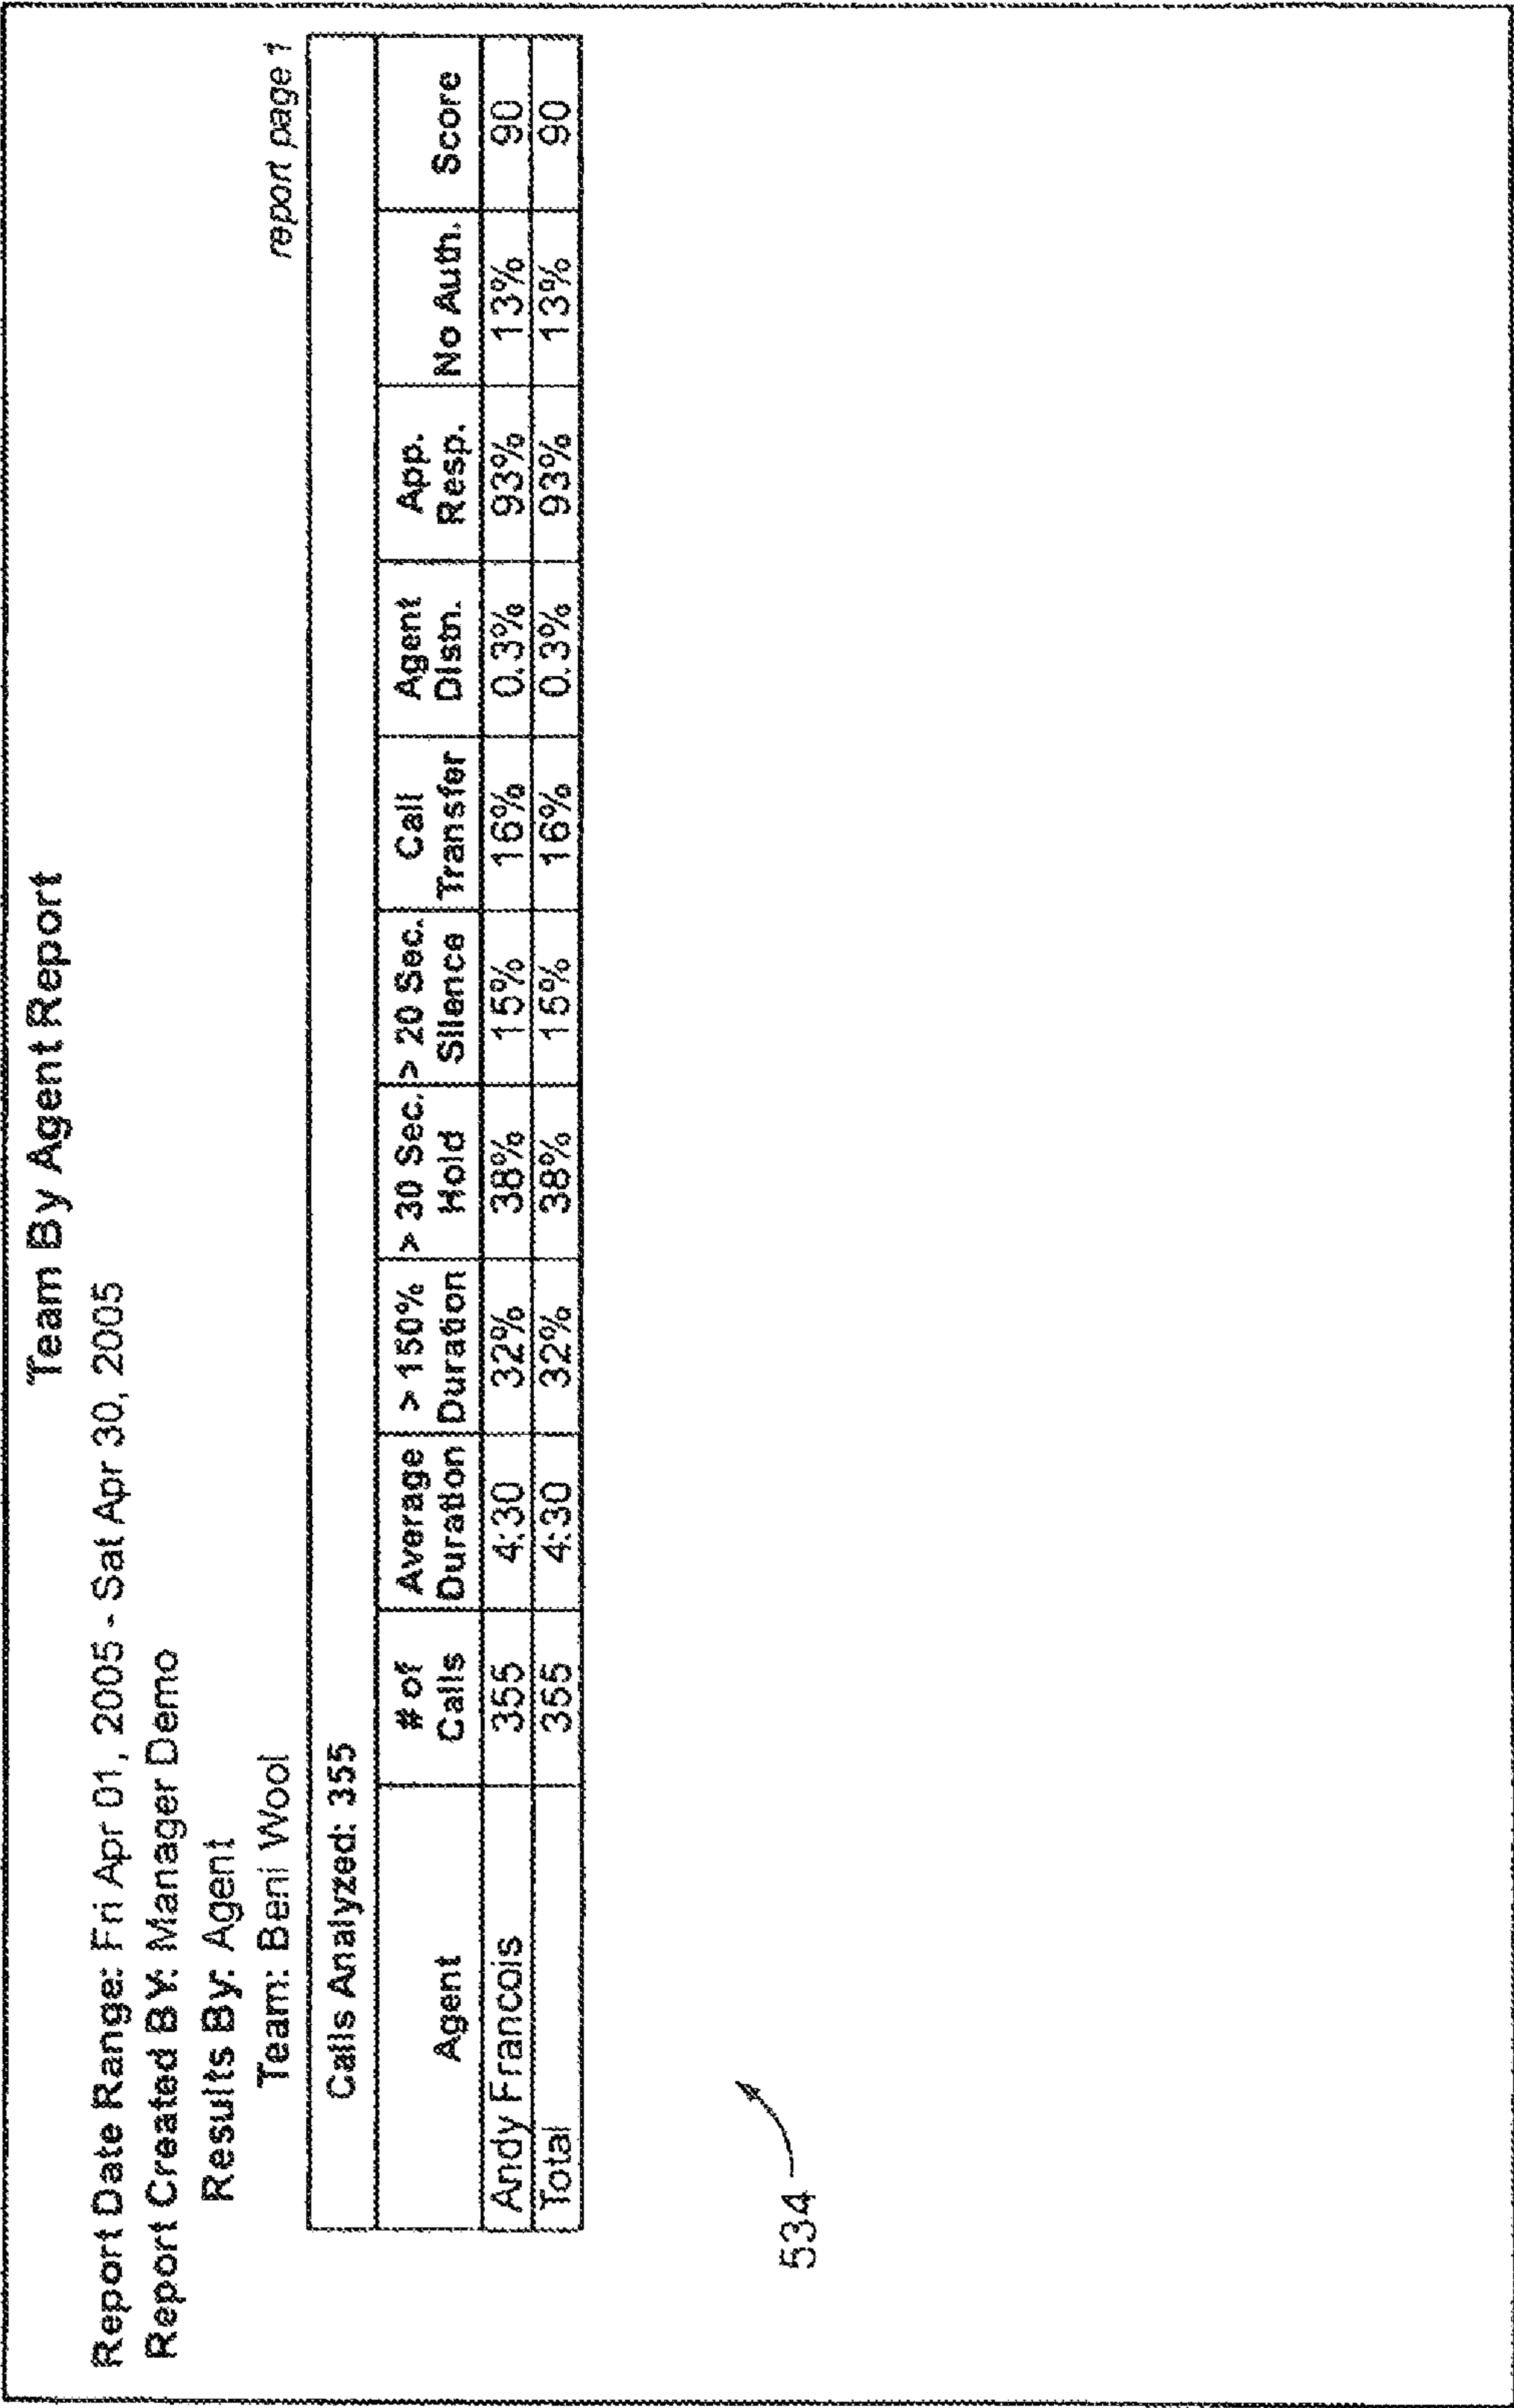 Team By Agent Report
Report Date Range: Fri Apr 01, 2005 - Sat Apr 30, 2005
Report Created BY: Manager Demo
Results By: Agent
Team: Beni Wool
report page 1
Calls Analyzed: 355
Agent # of Calls Average Duration > 150% Duration > 30 Sec. Hold > 20 Sec. Silence Call Transfer Agent Distn. App. Resp. No Auth. Score
Andy Francois 355 4:30 32% 38% 15% 16% 0.3% 93% 13% 90
Total 355 4:30 32% 38% 15% 16% 0.3% 93% 13% 90
534